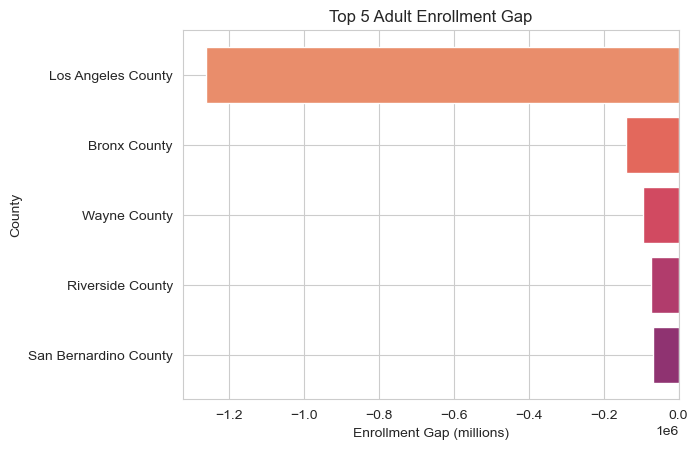 Top 5 Adult Enrollment Gap
County
Los Angeles County
Bronx County
Wayne County
Riverside County
San Bernardino County
−1.2 −1.0 −0.8 −0.6 −0.4 −0.2 0.0
1e6
Enrollment Gap (millions)